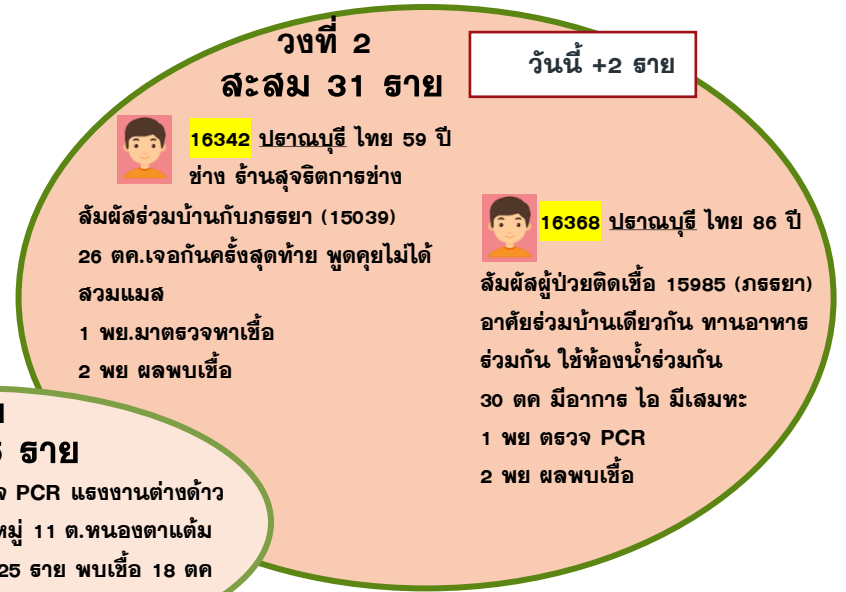 วงที่ 2
สะสม 31 ราย
วันนี้ +2 ราย
16342 ปราณบุรี ไทย 59 ปี
ช่าง ร้านสุจริตการช่าง
สัมผัสร่วมบ้านกับภรรยา (15039)
26 ตค.เจอกันครั้งสุดท้าย พูดคุยไม่ได้
สวมแมส
1 พย.มาตรวจหาเชื้อ
2 พย ผลพบเชื้อ
16368 ปราณบุรี ไทย 86 ปี
สัมผัสผู้ป่วยติดเชื้อ 15985 (ภรรยา)
อาศัยร่วมบ้านเดียวกัน ทานอาหาร
ร่วมกัน ใช้ห้องน้ำร่วมกัน
30 ตค มีอาการ ไอ มีเสมหะ
1 พย ตรวจ PCR
2 พย ผลพบเชื้อ
ราย
PCR แรงงานต่างด้าว
หมู่ 11 ต.หนองตาแต้ม
25 ราย พบเชื้อ 18 ตค